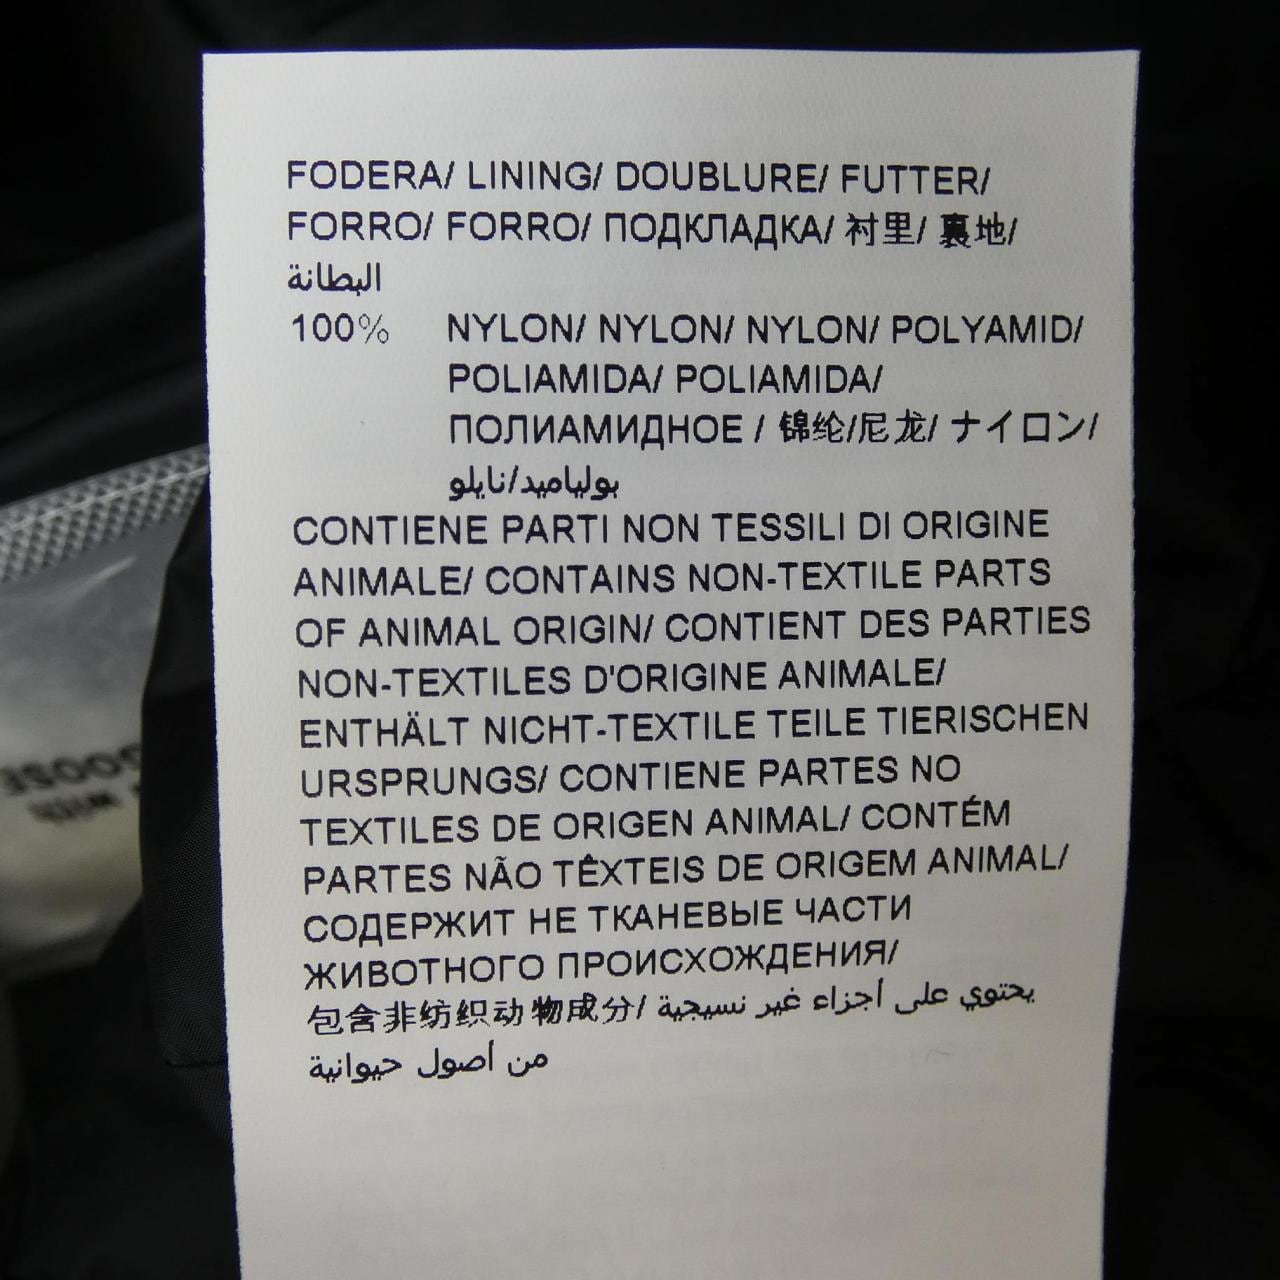 FODERA/ LINING/ DOUBLURE/ FUTTER/
FORRO/ FORRO/ ПОДКЛАДКА/ 衬里/ 裏地/
البطانة
100% NYLON/ NYLON/ NYLON/ POLYAMID/
POLIAMIDA/ POLIAMIDA/
ПОЛИАМИДНОЕ / 锦纶/尼龙/ ナイロン/
بولياميد/نايلو
CONTIENE PARTI NON TESSILI DI ORIGINE
ANIMALE/ CONTAINS NON-TEXTILE PARTS
OF ANIMAL ORIGIN/ CONTIENT DES PARTIES
NON-TEXTILES D'ORIGINE ANIMALE/
ENTHÄLT NICHT-TEXTILE TEILE TIERISCHEN
URSPRUNGS/ CONTIENE PARTES NO
TEXTILES DE ORIGEN ANIMAL/ CONTÉM
PARTES NÃO TÊXTEIS DE ORIGEM ANIMAL/
СОДЕРЖИТ НЕ ТКАНЕВЫЕ ЧАСТИ
ЖИВОТНОГО ПРОИСХОЖДЕНИЯ/
包含非纺织动物成分/ يحتوي على أجزاء غير نسيجية
من أصول حيوانية